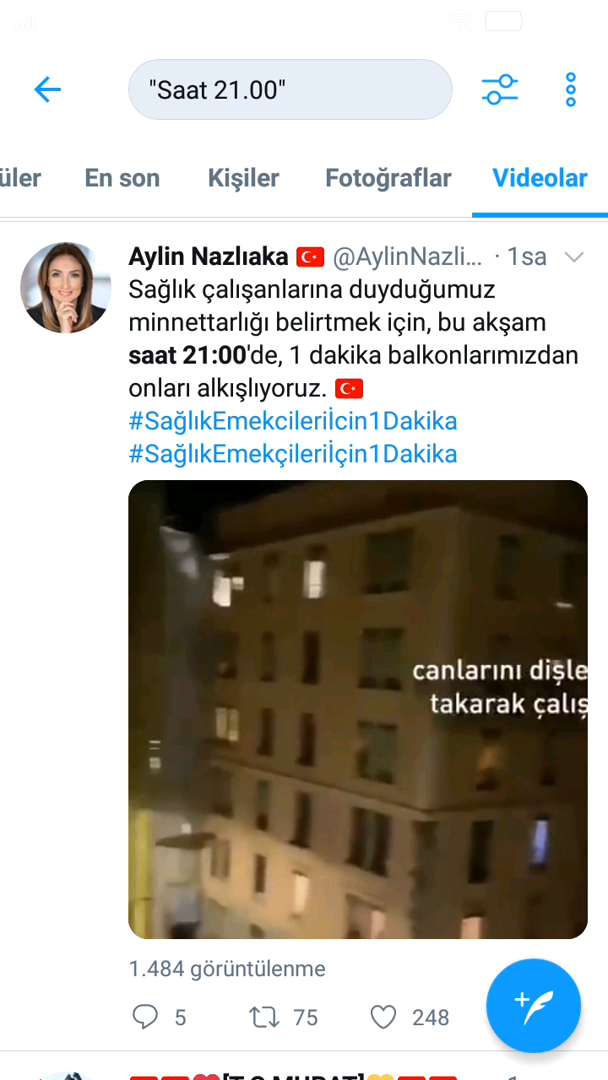 "Saat 21.00"
üler En son Kişiler Fotoğraflar Videolar
Aylin Nazlıaka 🇹🇷 @AylinNazli... · 1sa
Sağlık çalışanlarına duyduğumuz
minnettarlığı belirtmek için, bu akşam
saat 21:00'de, 1 dakika balkonlarımızdan
onları alkışlıyoruz. 🇹🇷
#SağlıkEmekcileriİcin1Dakika
#SağlıkEmekçileriİçin1Dakika
canlarını dişle
takarak çalış
1.484 görüntülenme
5 75 248